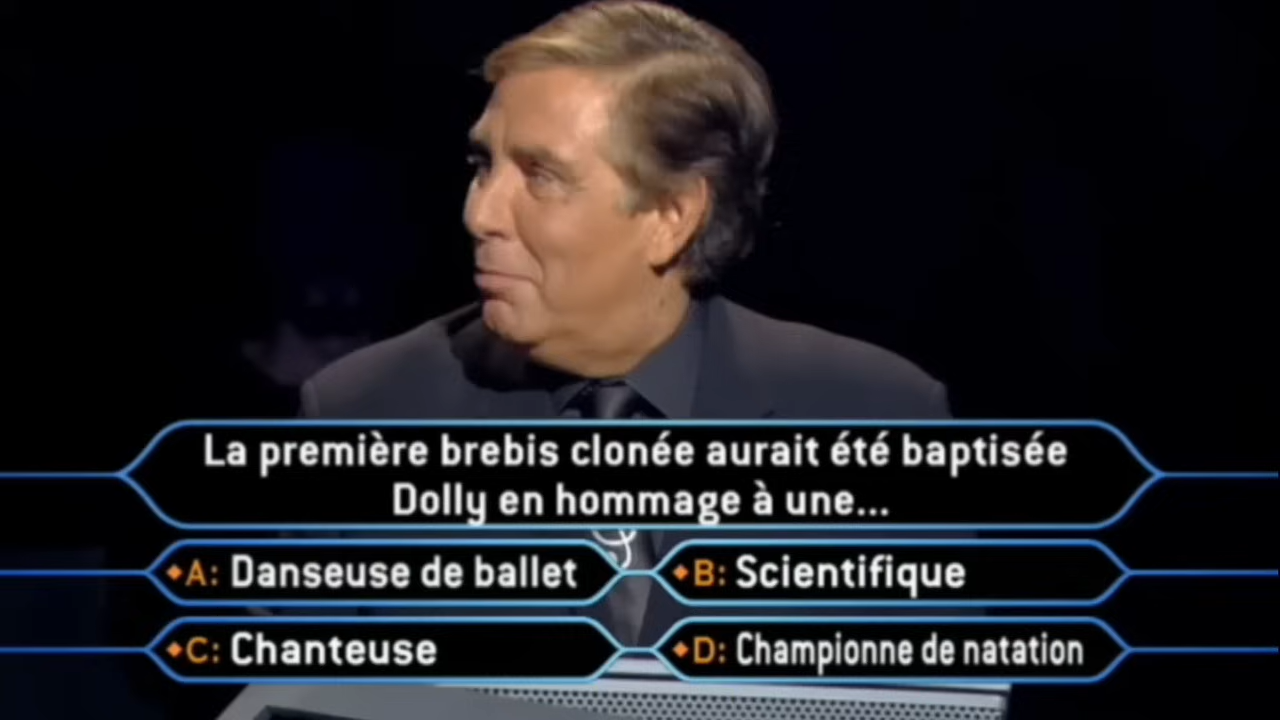 La première brebis clonée aurait été baptisée
Dolly en hommage à une...
A: Danseuse de ballet
B: Scientifique
C: Chanteuse
D: Championne de natation